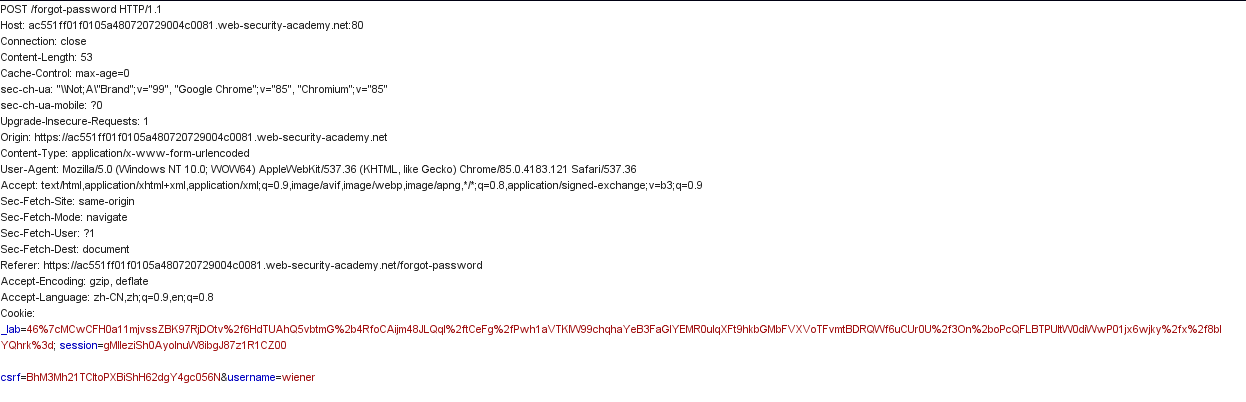 POST /forgot-password HTTP/1.1
Host: ac551ff01f0105a480720729004c0081.web-security-academy.net:80
Connection: close
Content-Length: 53
Cache-Control: max-age=0
sec-ch-ua: "\\Not;A\"Brand";v="99", "Google Chrome";v="85", "Chromium";v="85"
sec-ch-ua-mobile: ?0
Upgrade-Insecure-Requests: 1
Origin: https://ac551ff01f0105a480720729004c0081.web-security-academy.net
Content-Type: application/x-www-form-urlencoded
User-Agent: Mozilla/5.0 (Windows NT 10.0; WOW64) AppleWebKit/537.36 (KHTML, like Gecko) Chrome/85.0.4183.121 Safari/537.36
Accept: text/html,application/xhtml+xml,application/xml;q=0.9,image/avif,image/webp,image/apng,*/*;q=0.8,application/signed-exchange;v=b3;q=0.9
Sec-Fetch-Site: same-origin
Sec-Fetch-Mode: navigate
Sec-Fetch-User: ?1
Sec-Fetch-Dest: document
Referer: https://ac551ff01f0105a480720729004c0081.web-security-academy.net/forgot-password
Accept-Encoding: gzip, deflate
Accept-Language: zh-CN,zh;q=0.9,en;q=0.8
Cookie:
_lab=46%7cMCwCFH0a11mjvssZBK97RjDOtv%2f6HdTUAhQ5vbtmG%2b4RfoCAijm48JLQqI%2ftCeFg%2fPwh1aVTKIW99chqhaYeB3FaGIYEMR0ulqXFt9hkbGMbFVXVoTFvmtBDRQWf6uCUr0U%2f3On%2boPcQFLBTPUltW0diWwP01jx6wjky%2fx%2f8bI
YQhrk%3d; session=gMIleziSh0AyoInuW8ibgJ87z1R1CZ00
csrf=BhM3Mh21TCltoPXBiShH62dgY4gc056N&username=wiener